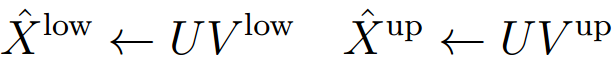 X̂^low ← UV^low X̂^up ← UV^up